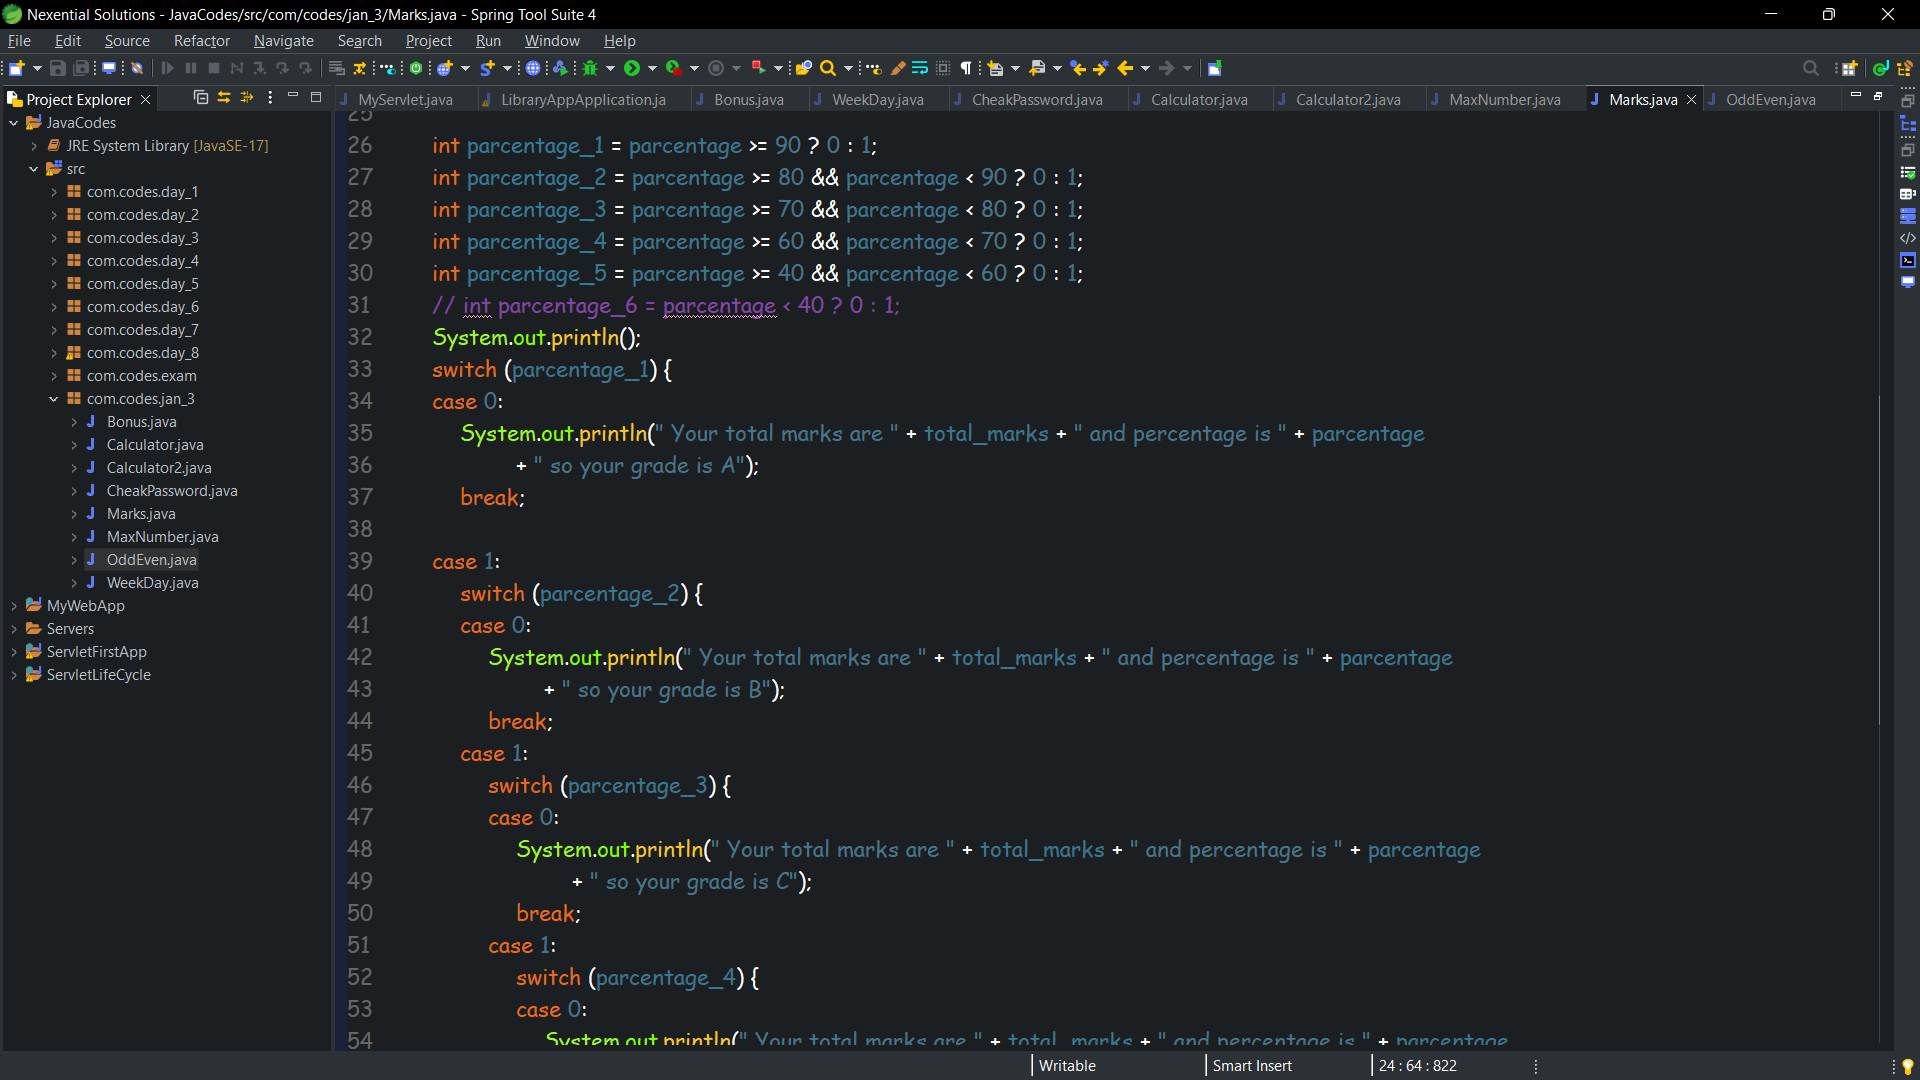 Nexential Solutions - JavaCodes/src/com/codes/jan_3/Marks.java - Spring Tool Suite 4
File Edit Source Refactor Navigate Search Project Run Window Help
Project Explorer
MyServlet.java LibraryAppApplication.ja Bonus.java WeekDay.java CheakPassword.java Calculator.java Calculator2.java MaxNumber.java Marks.java OddEven.java
JavaCodes
JRE System Library [JavaSE-17]
src
com.codes.day_1
com.codes.day_2
com.codes.day_3
com.codes.day_4
com.codes.day_5
com.codes.day_6
com.codes.day_7
com.codes.day_8
com.codes.exam
com.codes.jan_3
Bonus.java
Calculator.java
Calculator2.java
CheakPassword.java
Marks.java
MaxNumber.java
OddEven.java
WeekDay.java
MyWebApp
Servers
ServletFirstApp
ServletLifeCycle
25
26 int parcentage_1 = parcentage >= 90 ? 0 : 1;
27 int parcentage_2 = parcentage >= 80 && parcentage < 90 ? 0 : 1;
28 int parcentage_3 = parcentage >= 70 && parcentage < 80 ? 0 : 1;
29 int parcentage_4 = parcentage >= 60 && parcentage < 70 ? 0 : 1;
30 int parcentage_5 = parcentage >= 40 && parcentage < 60 ? 0 : 1;
31 // int parcentage_6 = parcentage < 40 ? 0 : 1;
32 System.out.println();
33 switch (parcentage_1) {
34 case 0:
35 System.out.println(" Your total marks are " + total_marks + " and percentage is " + parcentage
36 + " so your grade is A");
37 break;
38
39 case 1:
40 switch (parcentage_2) {
41 case 0:
42 System.out.println(" Your total marks are " + total_marks + " and percentage is " + parcentage
43 + " so your grade is B");
44 break;
45 case 1:
46 switch (parcentage_3) {
47 case 0:
48 System.out.println(" Your total marks are " + total_marks + " and percentage is " + parcentage
49 + " so your grade is C");
50 break;
51 case 1:
52 switch (parcentage_4) {
53 case 0:
54 System.out.println(" Your total marks are " + total_marks + " and percentage is " + parcentage
Writable Smart Insert 24 : 64 : 822